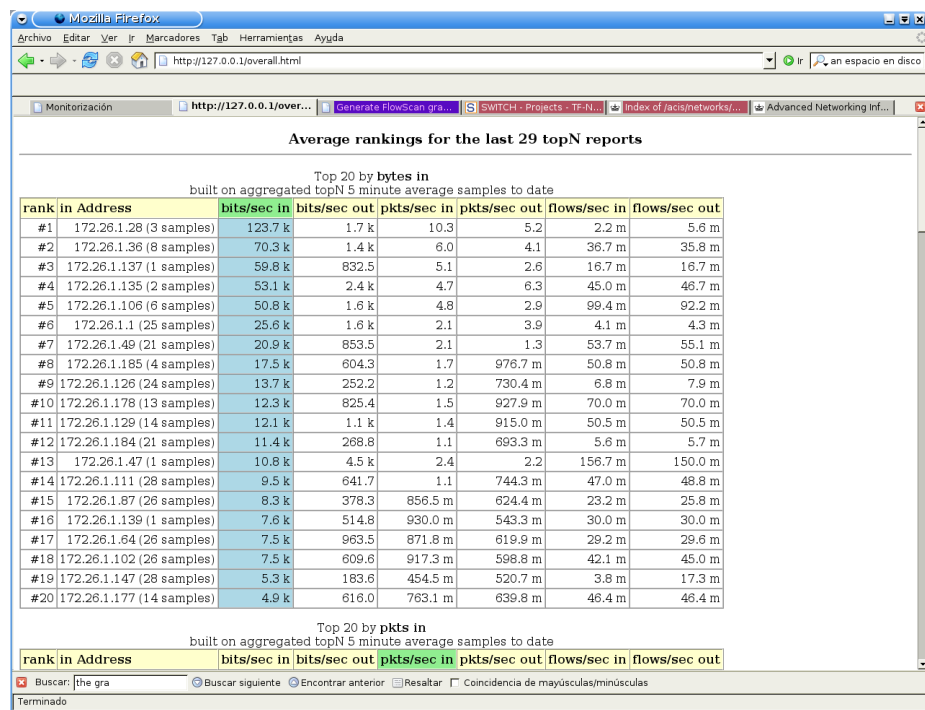 Mozilla Firefox
Archivo Editar Ver Ir Marcadores Tab Herramientas Ayuda
http://127.0.0.1/overall.html Ir an espacio en disco
Monitorización http://127.0.0.1/over... Generate FlowScan gra... SWITCH - Projects - TF-N... Index of /acis/networks/... Advanced Networking Inf...
Average rankings for the last 29 topN reports
Top 20 by bytes in
built on aggregated topN 5 minute average samples to date
rank in Address bits/sec in bits/sec out pkts/sec in pkts/sec out flows/sec in flows/sec out
#1 172.26.1.28 (3 samples) 123.7 k 1.7 k 10.3 5.2 2.2 m 5.6 m
#2 172.26.1.36 (8 samples) 70.3 k 1.4 k 6.0 4.1 36.7 m 35.8 m
#3 172.26.1.137 (1 samples) 59.8 k 832.5 5.1 2.6 16.7 m 16.7 m
#4 172.26.1.135 (2 samples) 53.1 k 2.4 k 4.7 6.3 45.0 m 46.7 m
#5 172.26.1.106 (6 samples) 50.8 k 1.6 k 4.8 2.9 99.4 m 92.2 m
#6 172.26.1.1 (25 samples) 25.6 k 1.6 k 2.1 3.9 4.1 m 4.3 m
#7 172.26.1.49 (21 samples) 20.9 k 853.5 2.1 1.3 53.7 m 55.1 m
#8 172.26.1.185 (4 samples) 17.5 k 604.3 1.7 976.7 m 50.8 m 50.8 m
#9 172.26.1.126 (24 samples) 13.7 k 252.2 1.2 730.4 m 6.8 m 7.9 m
#10 172.26.1.178 (13 samples) 12.3 k 825.4 1.5 927.9 m 70.0 m 70.0 m
#11 172.26.1.129 (14 samples) 12.1 k 1.1 k 1.4 915.0 m 50.5 m 50.5 m
#12 172.26.1.184 (21 samples) 11.4 k 268.8 1.1 693.3 m 5.6 m 5.7 m
#13 172.26.1.47 (1 samples) 10.8 k 4.5 k 2.4 2.2 156.7 m 150.0 m
#14 172.26.1.111 (28 samples) 9.5 k 641.7 1.1 744.3 m 47.0 m 48.8 m
#15 172.26.1.87 (26 samples) 8.3 k 378.3 856.5 m 624.4 m 23.2 m 25.8 m
#16 172.26.1.139 (1 samples) 7.6 k 514.8 930.0 m 543.3 m 30.0 m 30.0 m
#17 172.26.1.64 (26 samples) 7.5 k 963.5 871.8 m 619.9 m 29.2 m 29.6 m
#18 172.26.1.102 (26 samples) 7.5 k 609.6 917.3 m 598.8 m 42.1 m 45.0 m
#19 172.26.1.147 (28 samples) 5.3 k 183.6 454.5 m 520.7 m 3.8 m 17.3 m
#20 172.26.1.177 (14 samples) 4.9 k 616.0 763.1 m 639.8 m 46.4 m 46.4 m
Top 20 by pkts in
built on aggregated topN 5 minute average samples to date
rank in Address bits/sec in bits/sec out pkts/sec in pkts/sec out flows/sec in flows/sec out
Buscar: the gra Buscar siguiente Encontrar anterior Resaltar Coincidencia de mayúsculas/minúsculas
Terminado